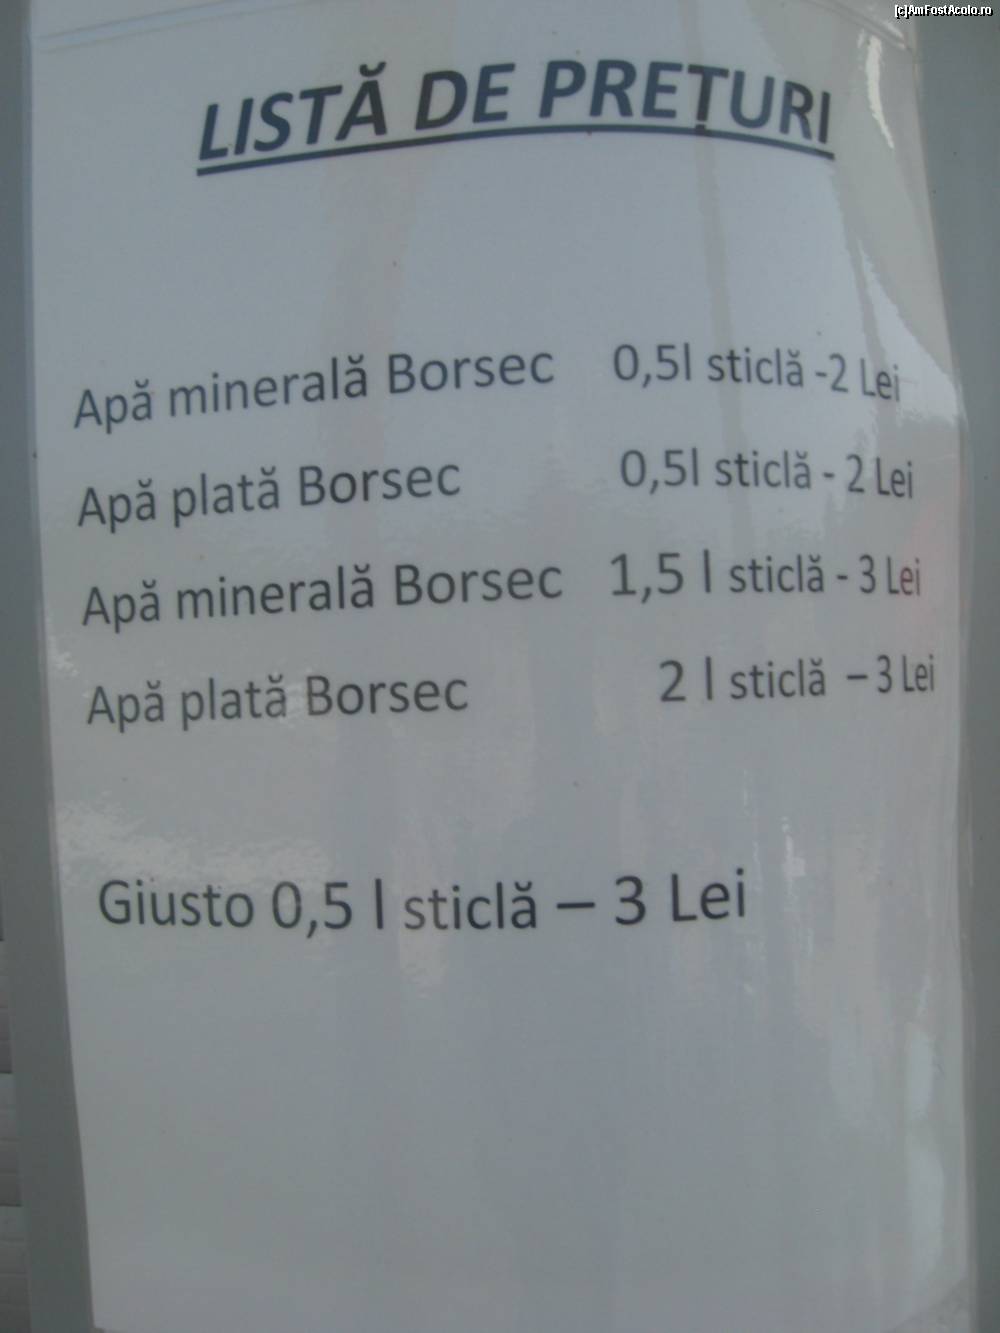 [c]AmFostAcolo.ro
LISTĂ DE PREȚURI
Apă minerală Borsec 0,5l sticlă -2 Lei
Apă plată Borsec 0,5l sticlă - 2 Lei
Apă minerală Borsec 1,5 l sticlă - 3 Lei
Apă plată Borsec 2 l sticlă – 3 Lei
Giusto 0,5 l sticlă – 3 Lei